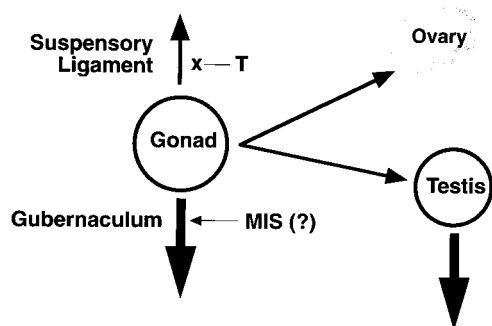 Suspensory
Ligament
x — T
Ovary
Gonad
Testis
Gubernaculum
MIS (?)